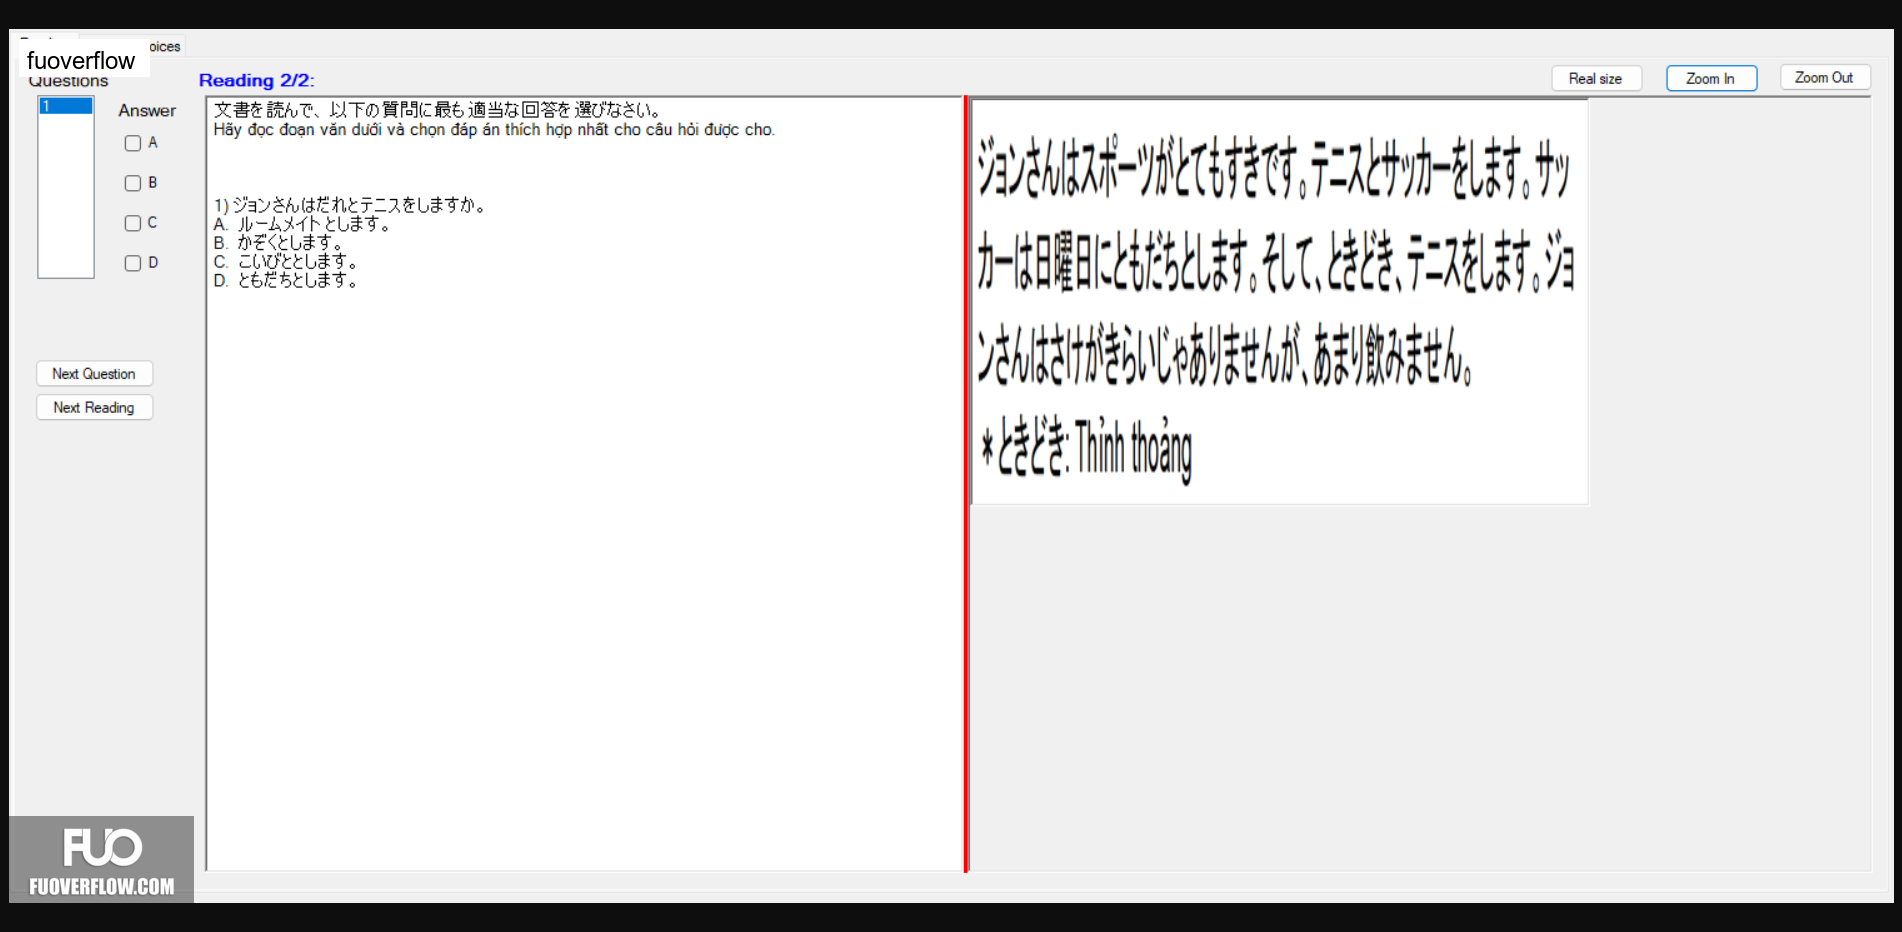 oices
fuoverflow
Questions
Reading 2/2:
Real size
Zoom In
Zoom Out
1
Answer
A
B
C
D
Next Question
Next Reading
文書を読んで、以下の質問に最も適当な回答を選びなさい。
Hãy đọc đoạn văn dưới và chọn đáp án thích hợp nhất cho câu hỏi được cho.
1) ジョンさんはだれとテニスをしますか。
A. ルームメイトとします。
B. かぞくとします。
C. こいびととします。
D. ともだちとします。
ジョンさんはスポーツがとてもすきです。テニスとサッカーをします。サッ
カーは日曜日にともだちとします。そして、ときどき、テニスをします。ジョ
ンさんはさけがきらいじゃありませんが、あまり飲みません。
*ときどき: Thỉnh thoảng
FUO
FUOVERFLOW.COM